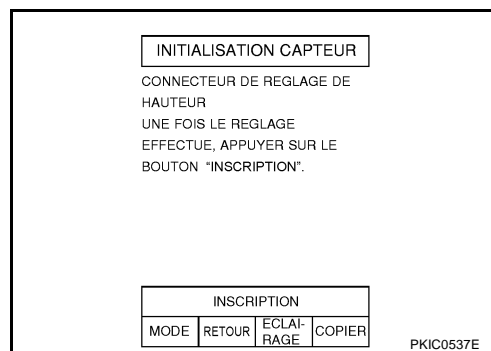 INITIALISATION CAPTEUR
CONNECTEUR DE REGLAGE DE
HAUTEUR
UNE FOIS LE REGLAGE
EFFECTUE, APPUYER SUR LE
BOUTON "INSCRIPTION".
INSCRIPTION
MODE RETOUR ECLAI-
RAGE COPIER
PKIC0537E